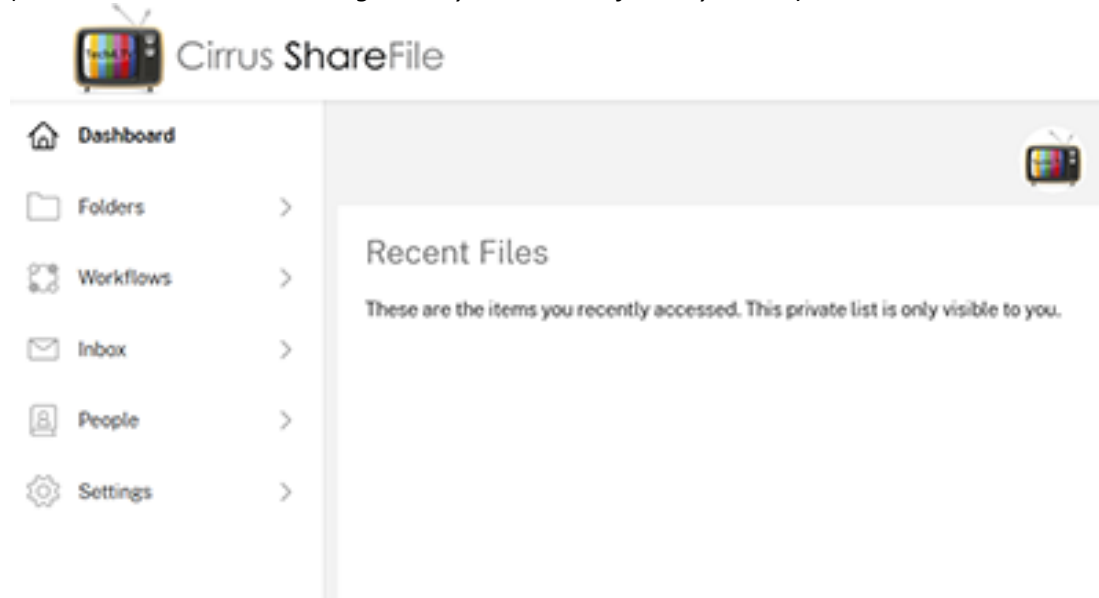 Cirrus ShareFile
Dashboard
Folders
Workflows
Inbox
People
Settings
Recent Files
These are the items you recently accessed. This private list is only visible to you.